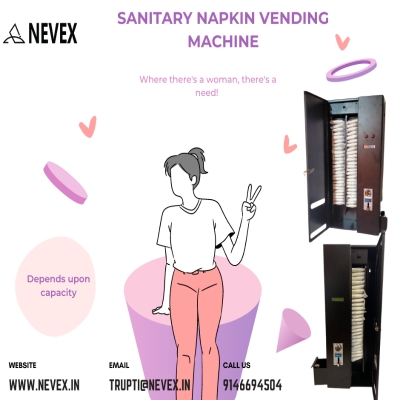 NEVEX
SANITARY NAPKIN VENDING
MACHINE
Where there's a woman, there's a
need!
Depends upon
capacity
WEBSITE
EMAIL
CALL US
WWW.NEVEX.IN
TRUPTI@NEVEX.IN
9146694504